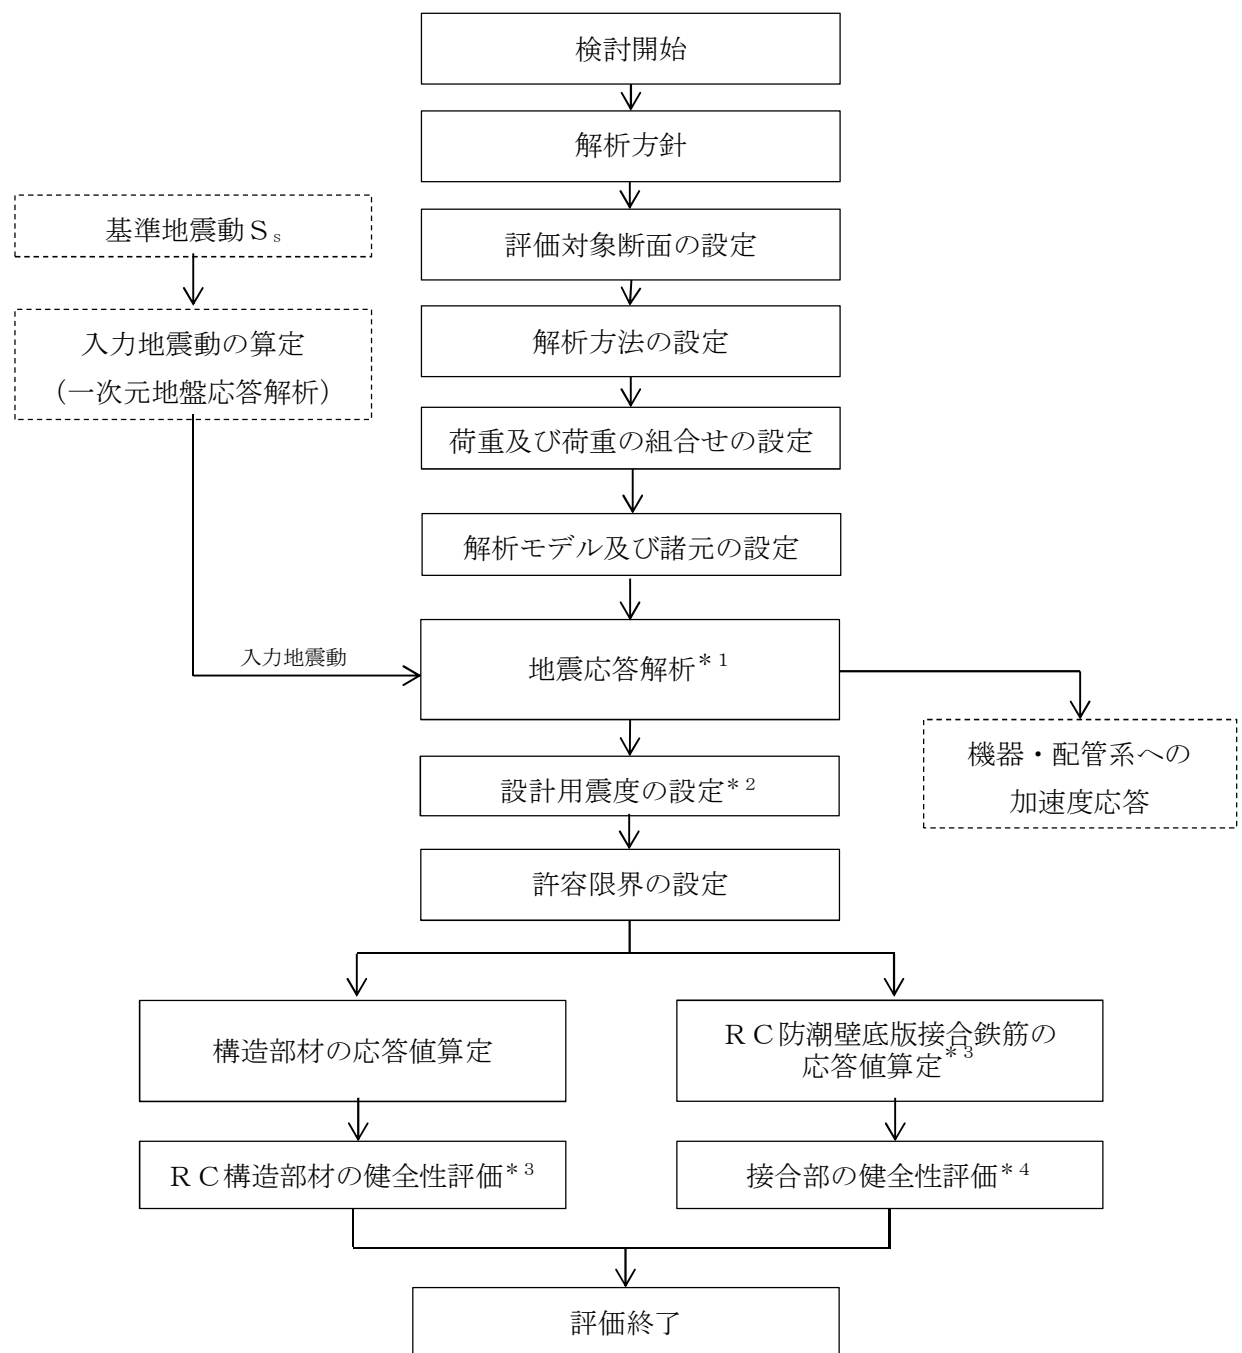 検討開始
解析方針
基準地震動Ｓｓ
評価対象断面の設定
入力地震動の算定
（一次元地盤応答解析）
解析方法の設定
荷重及び荷重の組合せの設定
解析モデル及び諸元の設定
入力地震動
地震応答解析＊１
機器・配管系への
加速度応答
設計用震度の設定＊２
許容限界の設定
構造部材の応答値算定
ＲＣ防潮壁底版接合鉄筋の
応答値算定＊３
ＲＣ構造部材の健全性評価＊３
接合部の健全性評価＊４
評価終了